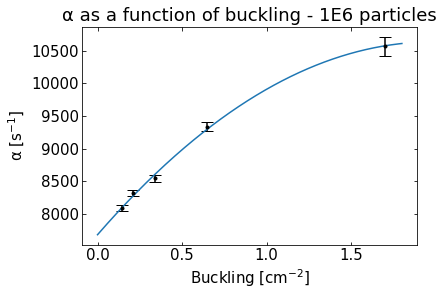 α as a function of buckling - 1E6 particles
10500
10000
9500
9000
8500
8000
α [s⁻¹]
0.0 0.5 1.0 1.5
Buckling [cm⁻²]